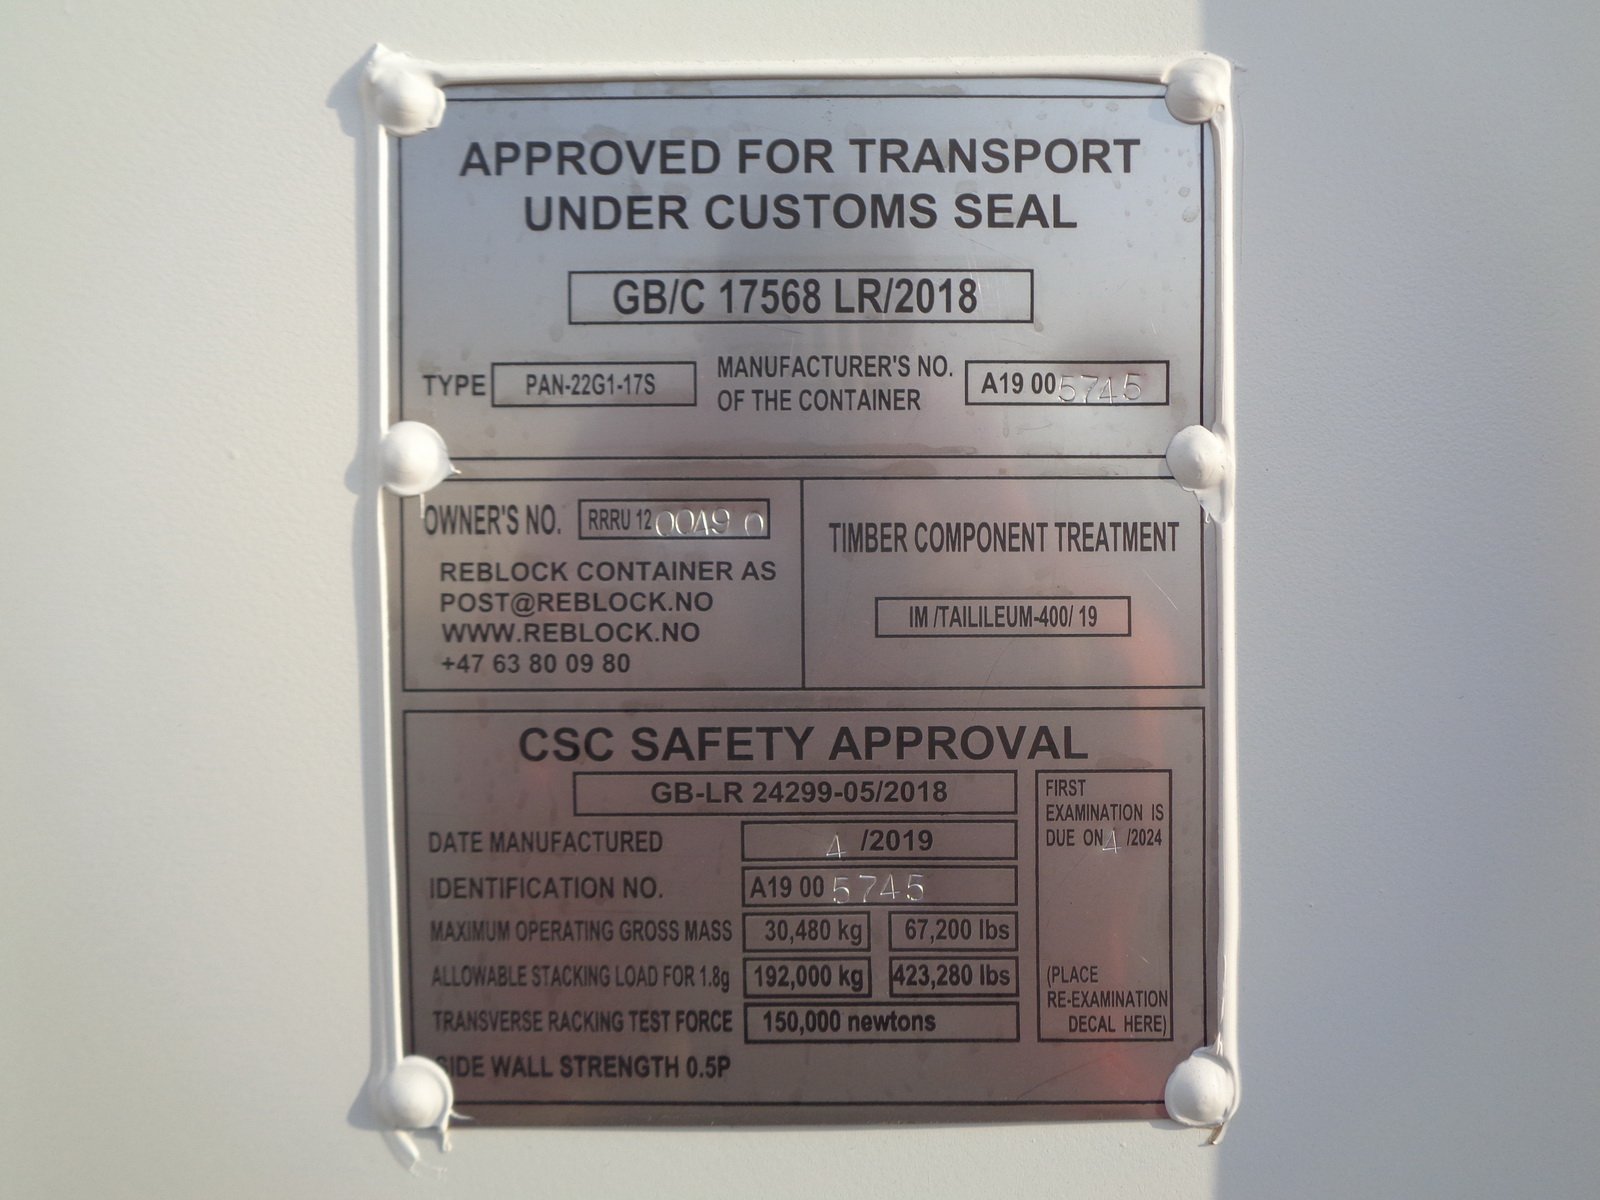 APPROVED FOR TRANSPORT
UNDER CUSTOMS SEAL
GB/C 17568 LR/2018
TYPE PAN-22G1-17S
MANUFACTURER'S NO.
OF THE CONTAINER
A19 005745
OWNER'S NO. RRRU 120049 0
REBLOCK CONTAINER AS
POST@REBLOCK.NO
WWW.REBLOCK.NO
+47 63 80 09 80
TIMBER COMPONENT TREATMENT
IM /TAILILEUM-400/ 19
CSC SAFETY APPROVAL
GB-LR 24299-05/2018
DATE MANUFACTURED 4 /2019
IDENTIFICATION NO. A19 00 5745
MAXIMUM OPERATING GROSS MASS 30,480 kg 67,200 lbs
ALLOWABLE STACKING LOAD FOR 1.8g 192,000 kg 423,280 lbs
TRANSVERSE RACKING TEST FORCE 150,000 newtons
SIDE WALL STRENGTH 0.5P
FIRST
EXAMINATION IS
DUE ON 4 /2024
(PLACE
RE-EXAMINATION
DECAL HERE)